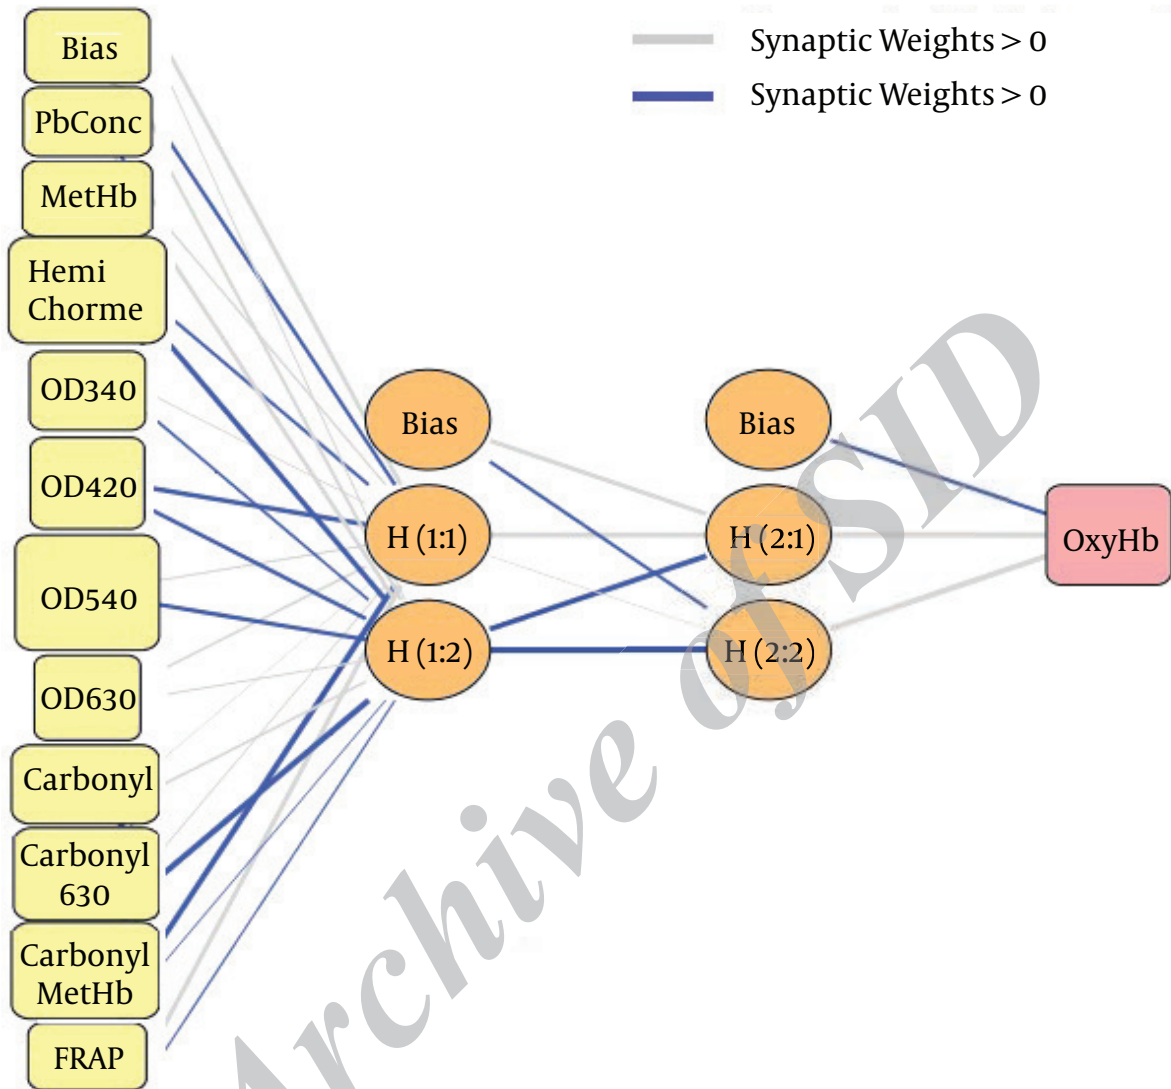 Bias
PbConc
MetHb
Hemi
Chorme
OD340
OD420
OD540
OD630
Carbonyl
Carbonyl
630
Carbonyl
MetHb
FRAP
Synaptic Weights > 0
Synaptic Weights > 0
Bias
H (1:1)
H (1:2)
Bias
H (2:1)
H (2:2)
OxyHb
Archive of SID